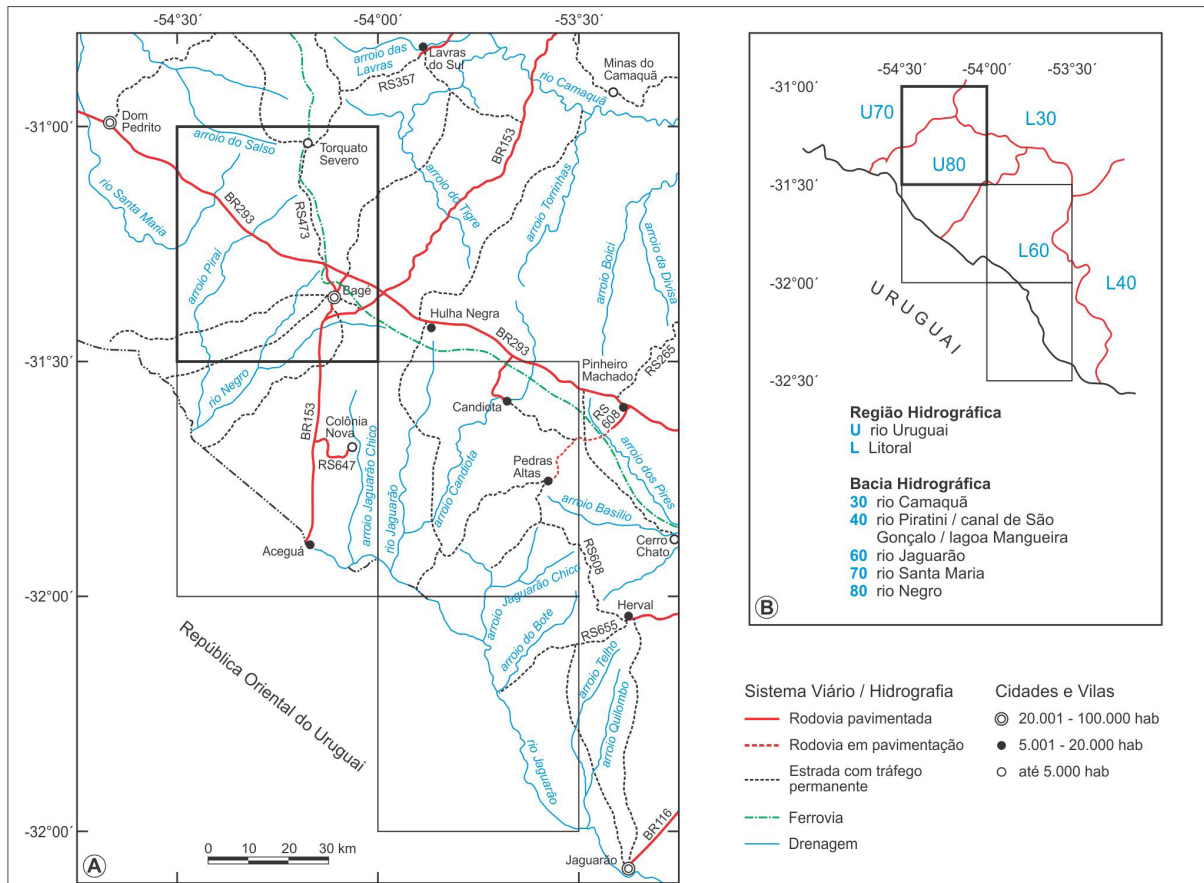 -54°30´
-54°00´
-53°30´
-31°00´
-31°30´
-32°00´
-32°00´
arroio das
Lavras
Lavras
do Sul
RS357
Minas do
Camaquã
rio Camaquã
Dom
Pedrito
arroio do Salso
Torquato
Severo
BR153
rio Santa Maria
BR293
RS473
arroio do Tigre
arroio Torrinhas
arroio Piraí
arroio Boici
arroio da Divisa
Bagé
Hulha Negra
BR293
RS265
Pinheiro
Machado
rio Negro
Candiota
RS
608
BR153
Colônia
Nova
RS647
arroio Jaguarão Chico
rio Jaguarão
arroio Candiota
Pedras
Altas
arroio dos Pires
arroio Basílio
Aceguá
Cerro
Chato
RS608
arroio Jaguarão Chico
Herval
arroio do Bote
RS655
arroio Telho
arroio Quilombo
República Oriental do Uruguai
rio Jaguarão
BR116
Jaguarão
0 10 20 30 km
A
-54°30´
-54°00´
-53°30´
-31°00´
-31°30´
-32°00´
-32°30´
U70
L30
U80
L60
L40
URUGUAI
Região Hidrográfica
U rio Uruguai
L Litoral
Bacia Hidrográfica
30 rio Camaquã
40 rio Piratini / canal de São
Gonçalo / lagoa Mangueira
60 rio Jaguarão
70 rio Santa Maria
80 rio Negro
B
Sistema Viário / Hidrografia
Rodovia pavimentada
Rodovia em pavimentação
Estrada com tráfego
permanente
Ferrovia
Drenagem
Cidades e Vilas
20.001 - 100.000 hab
5.001 - 20.000 hab
até 5.000 hab